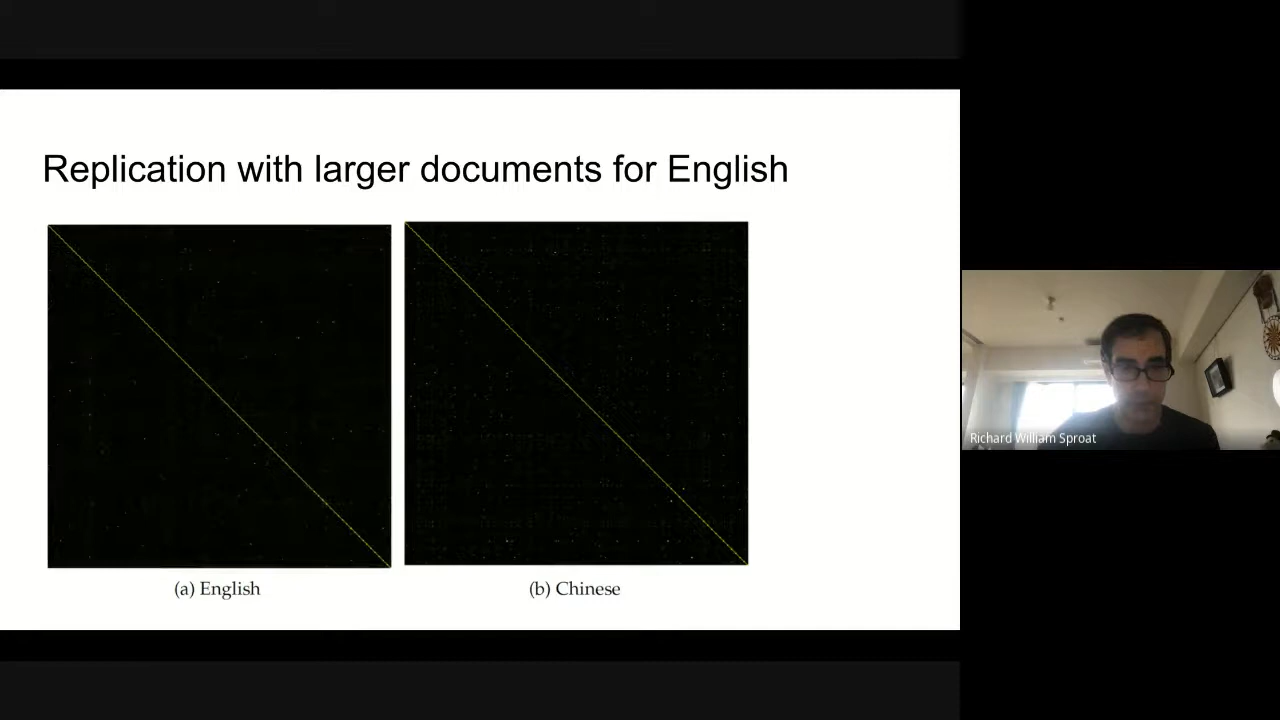 Replication with larger documents for English
(a) English
(b) Chinese
Richard William Sproat